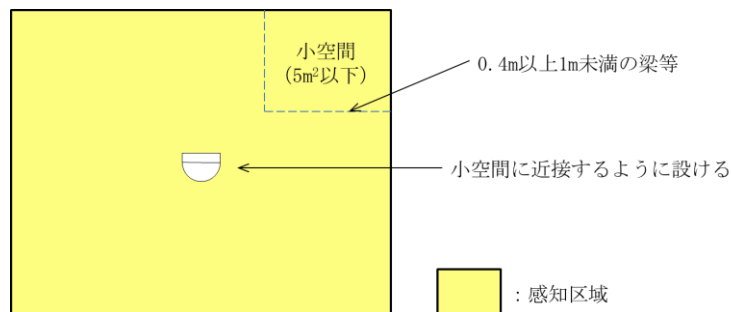 小空間
(5m²以下)
0.4m以上1m未満の梁等
小空間に近接するように設ける
：感知区域